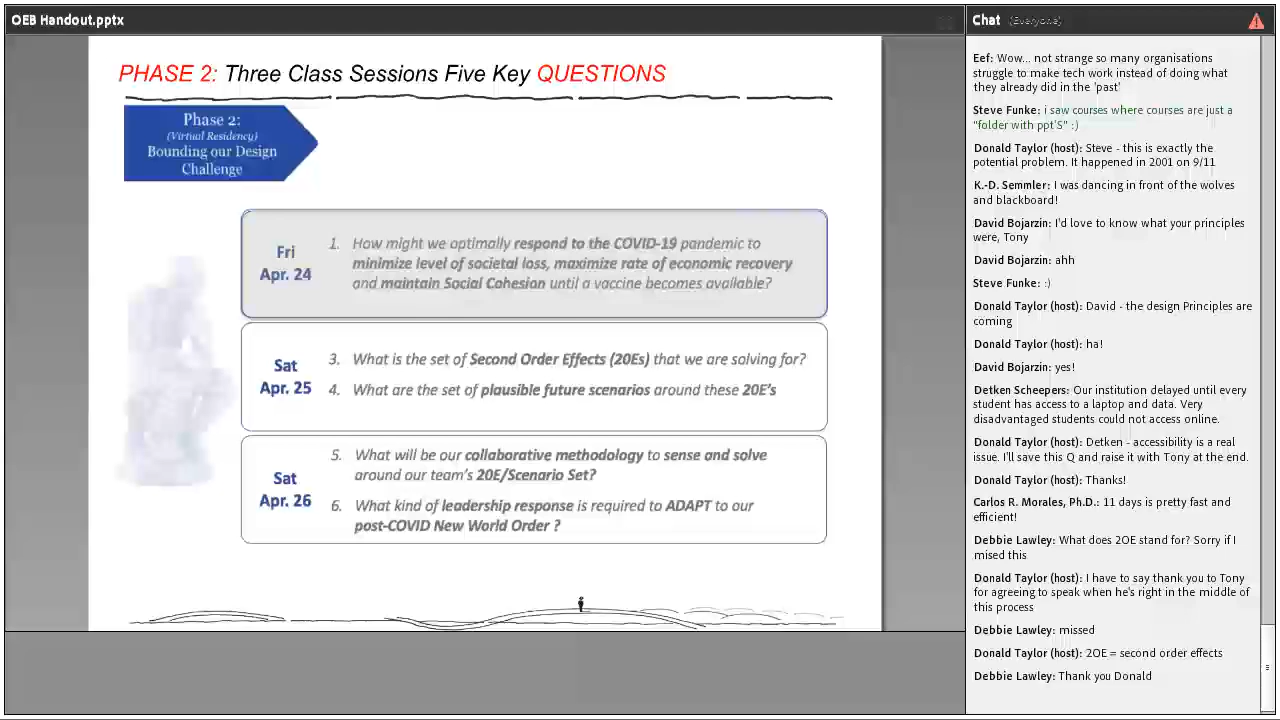 OEB Handout.pptx
PHASE 2: Three Class Sessions Five Key QUESTIONS
Phase 2:
(Virtual Residency)
Bounding our Design
Challenge
Fri
Apr. 24
1. How might we optimally respond to the COVID-19 pandemic to
minimize level of societal loss, maximize rate of economic recovery
and maintain Social Cohesian until a vaccine becomes available?
Sat
Apr. 25
3. What is the set of Second Order Effects (20Es) that we are solving for?
4. What are the set of plausible future scenarios around these 20E's
Sat
Apr. 26
5. What will be our collaborative methodology to sense and solve
around our team's 20E/Scenario Set?
6. What kind of leadership response is required to ADAPT to our
post-COVID New World Order ?
Chat (Everyone)
Eef: Wow... not strange so many organisations
struggle to make tech work instead of doing what
they already did in the 'past'
Steve Funke: i saw courses where courses are just a
"folder with ppt'S" :)
Donald Taylor (host): Steve - this is exactly the
potential problem. It happened in 2001 on 9/11
K.-D. Semmler: I was dancing in front of the wolves
and blackboard!
David Bojarzin: I'd love to know what your principles
were, Tony
David Bojarzin: ahh
Steve Funke: :)
Donald Taylor (host): David - the design Principles are
coming
Donald Taylor (host): ha!
David Bojarzin: yes!
Detken Scheepers: Our institution delayed until every
student has access to a laptop and data. Very
disadvantaged students could not access online.
Donald Taylor (host): Detken - accessibility is a real
issue. I'll save this Q and raise it with Tony at the end.
Donald Taylor (host): Thanks!
Carlos R. Morales, Ph.D.: 11 days is pretty fast and
efficient!
Debbie Lawley: What does 2OE stand for? Sorry if I
mised this
Donald Taylor (host): I have to say thank you to Tony
for agreeing to speak when he's right in the middle of
this process
Debbie Lawley: missed
Donald Taylor (host): 2OE = second order effects
Debbie Lawley: Thank you Donald